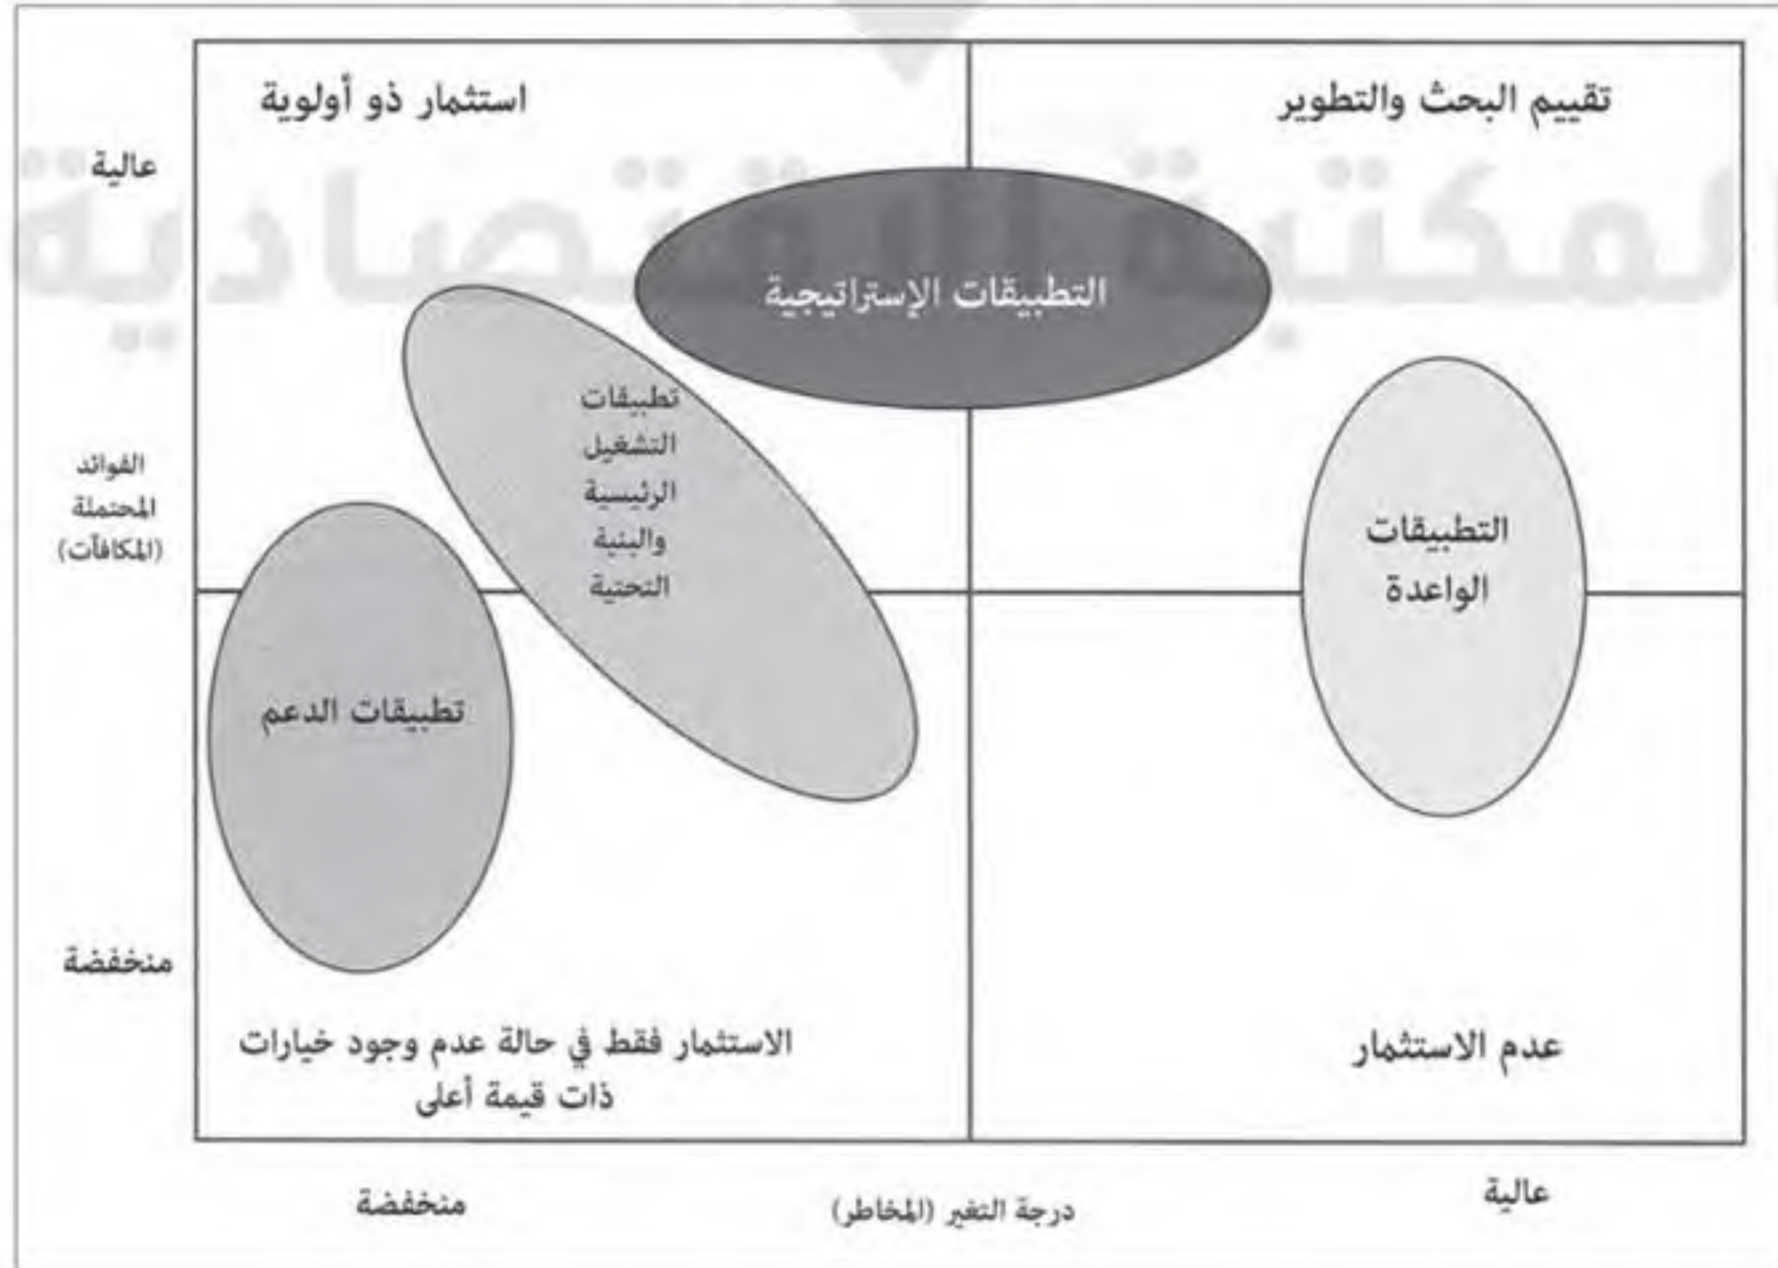 تقييم البحث والتطوير
استثمار ذو أولوية
عالية
المكتبة الاقتصادية
التطبيقات الإستراتيجية
تطبيقات
التشغيل
الرئيسية
والبنية
التحتية
الفوائد
المحتملة
(المكافآت)
التطبيقات
الواعدة
تطبيقات الدعم
منخفضة
عدم الاستثمار
الاستثمار فقط في حالة عدم وجود خيارات
ذات قيمة أعلى
عالية
درجة التغير (المخاطر)
منخفضة